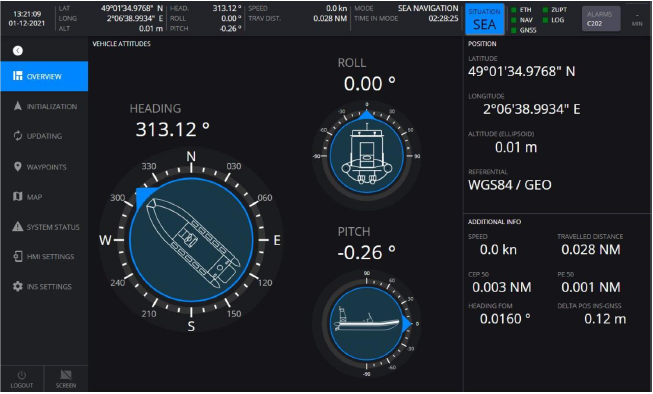 13:21:09
01-12-2021
LAT 49°01'34.9768" N
LONG 2°06'38.9934" E
ALT 0.01 m
HEAD. 313.12 °
ROLL 0.00 °
PITCH -0.26 °
SPEED 0.0 kn
TRAV DIST. 0.028 NM
MODE SEA NAVIGATION
TIME IN MODE 02:28:25
SITUATION
SEA
ETH
NAV
GNSS
ZUPT
LOG
ALARMS
C202
-
MIN
OVERVIEW
INITIALIZATION
UPDATING
WAYPOINTS
MAP
SYSTEM STATUS
HMI SETTINGS
INS SETTINGS
LOGOUT
SCREEN
VEHICLE ATTITUDES
HEADING
313.12 °
N
030
060
E
120
150
S
210
240
W
300
330
ROLL
0.00 °
PITCH
-0.26 °
POSITION
LATITUDE
49°01'34.9768" N
LONGITUDE
2°06'38.9934" E
ALTITUDE (ELLIPSOID)
0.01 m
REFERENTIAL
WGS84 / GEO
ADDITIONAL INFO
SPEED
0.0 kn
TRAVELLED DISTANCE
0.028 NM
CEP 50
0.003 NM
PE 50
0.001 NM
HEADING FOM
0.0160 °
DELTA POS INS-GNSS
0.12 m